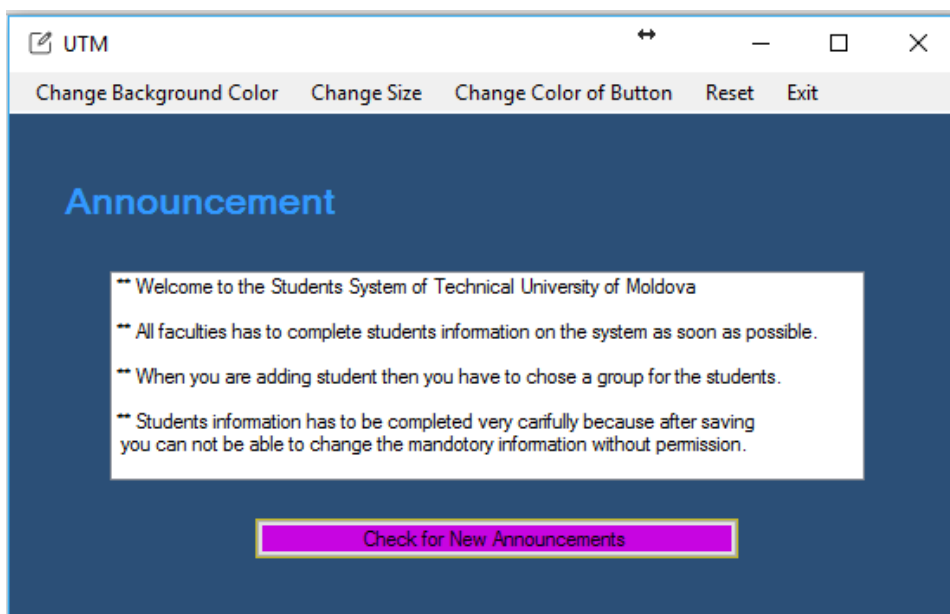 UTM
Change Background Color Change Size Change Color of Button Reset Exit
Announcement
** Welcome to the Students System of Technical University of Moldova
** All faculties has to complete students information on the system as soon as possible.
** When you are adding student then you have to chose a group for the students.
** Students information has to be completed very carifully because after saving
you can not be able to change the mandotory information without permission.
Check for New Announcements